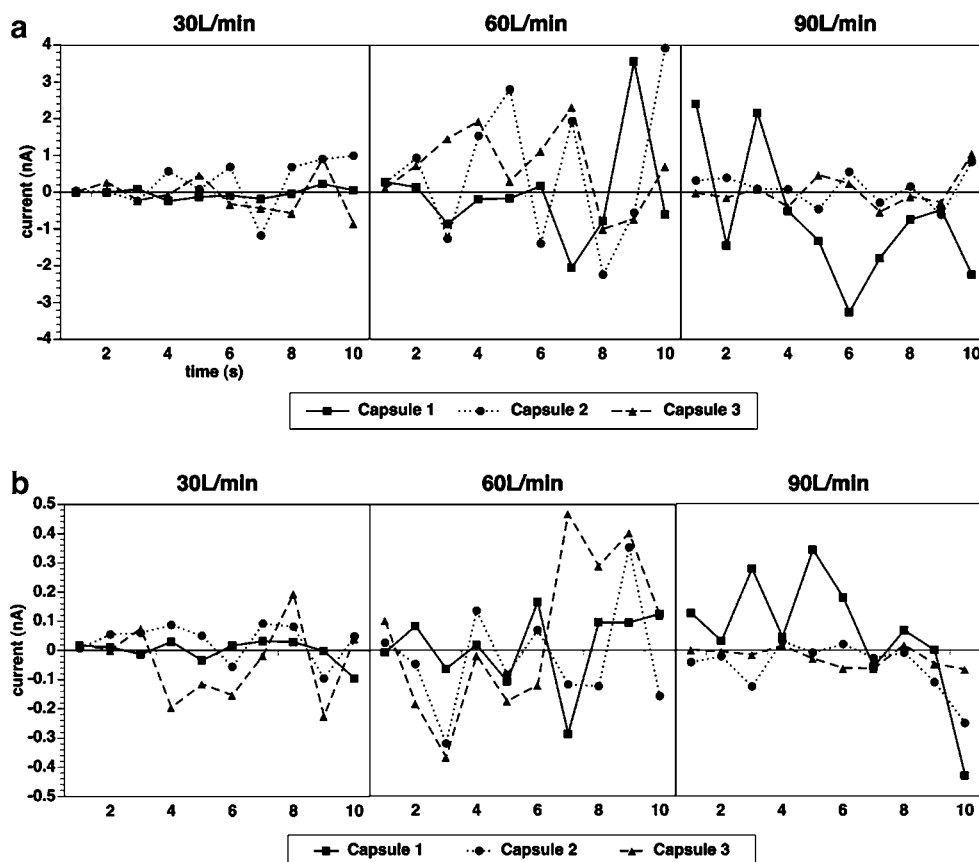 a
30L/min 60L/min 90L/min
4
3
2
1
0
-1
-2
-3
-4
current (nA)
2 4 6 8 10 2 4 6 8 10 2 4 6 8 10
time (s)
Capsule 1 Capsule 2 Capsule 3
b
30L/min 60L/min 90L/min
0.5
0.4
0.3
0.2
0.1
0
-0.1
-0.2
-0.3
-0.4
-0.5
current (nA)
2 4 6 8 10 2 4 6 8 10 2 4 6 8 10
Capsule 1 Capsule 2 Capsule 3